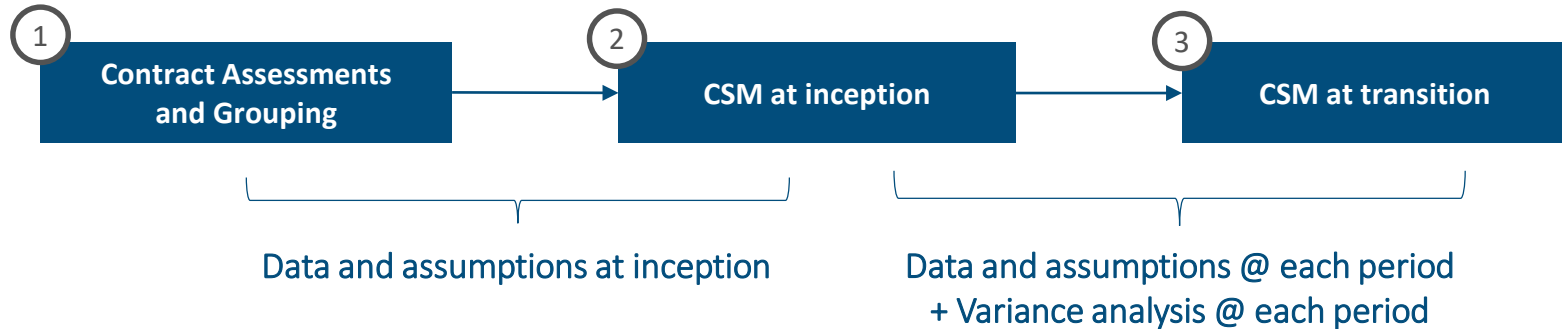 1
Contract Assessments
and Grouping
2
CSM at inception
3
CSM at transition
Data and assumptions at inception
Data and assumptions @ each period
+ Variance analysis @ each period